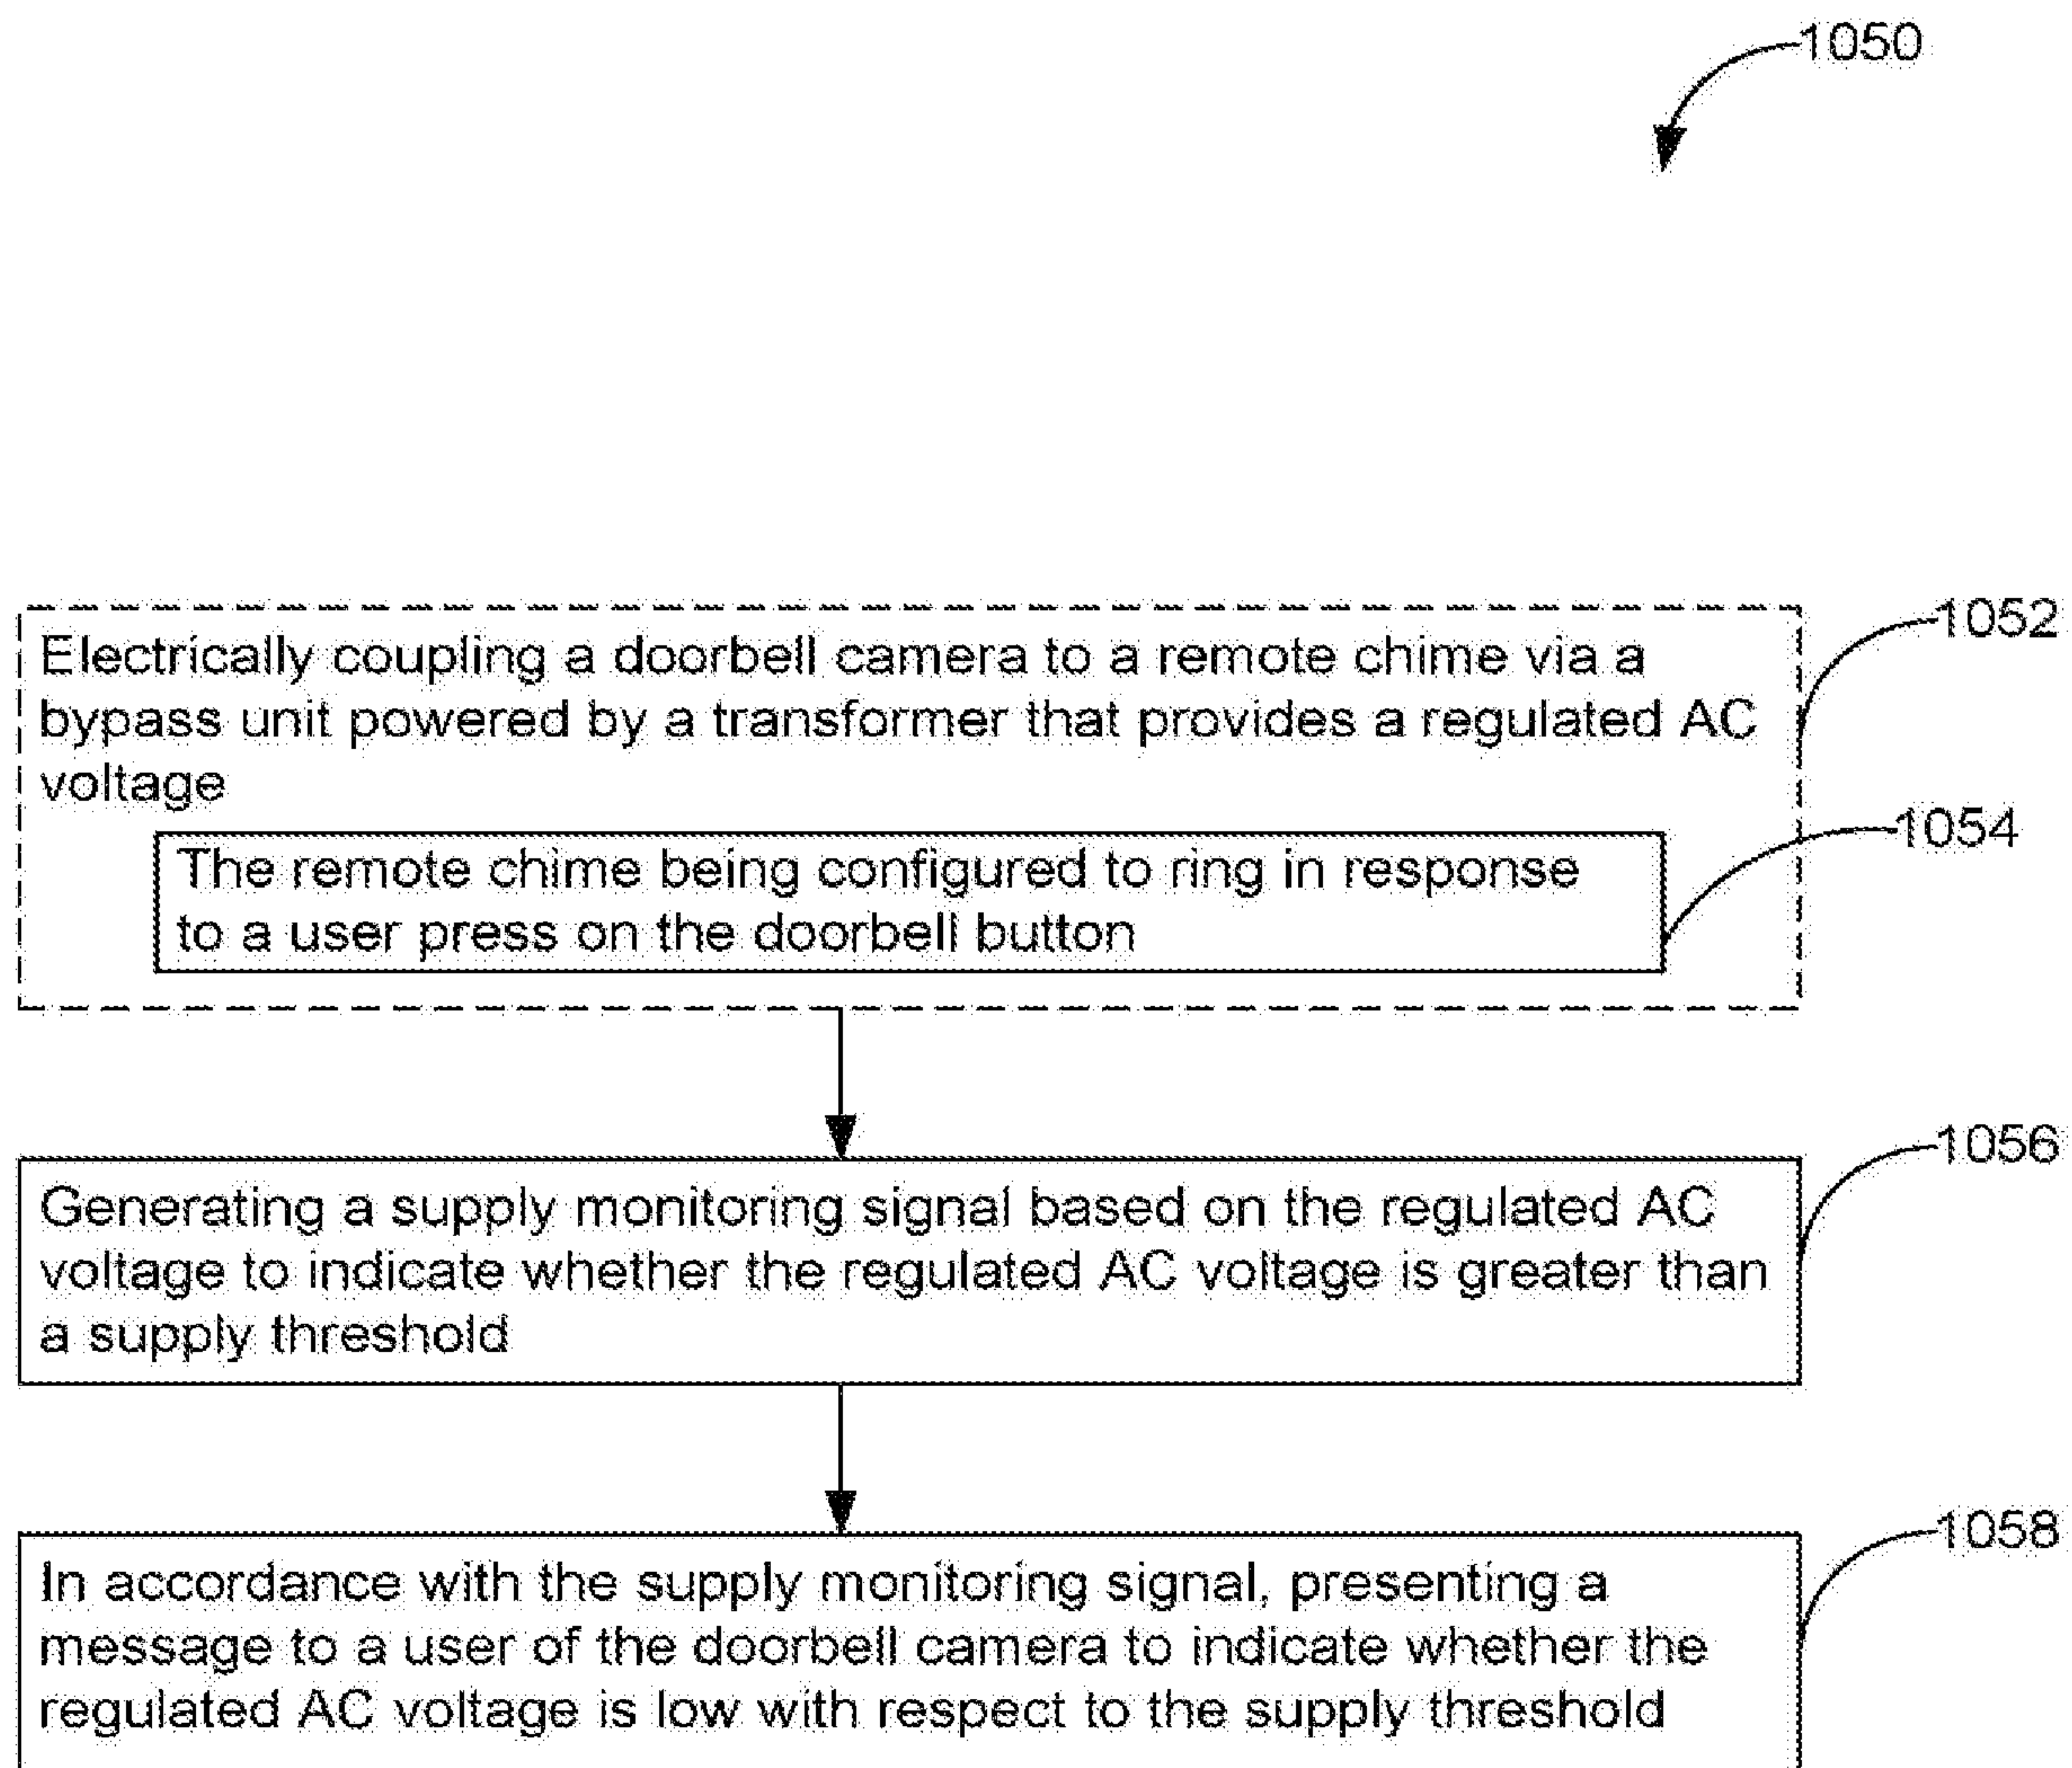 1050
1052
Electrically coupling a doorbell camera to a remote chime via a
bypass unit powered by a transformer that provides a regulated AC
voltage
1054
The remote chime being configured to ring in response
to a user press on the doorbell button
1056
Generating a supply monitoring signal based on the regulated AC
voltage to indicate whether the regulated AC voltage is greater than
a supply threshold
1058
In accordance with the supply monitoring signal, presenting a
message to a user of the doorbell camera to indicate whether the
regulated AC voltage is low with respect to the supply threshold